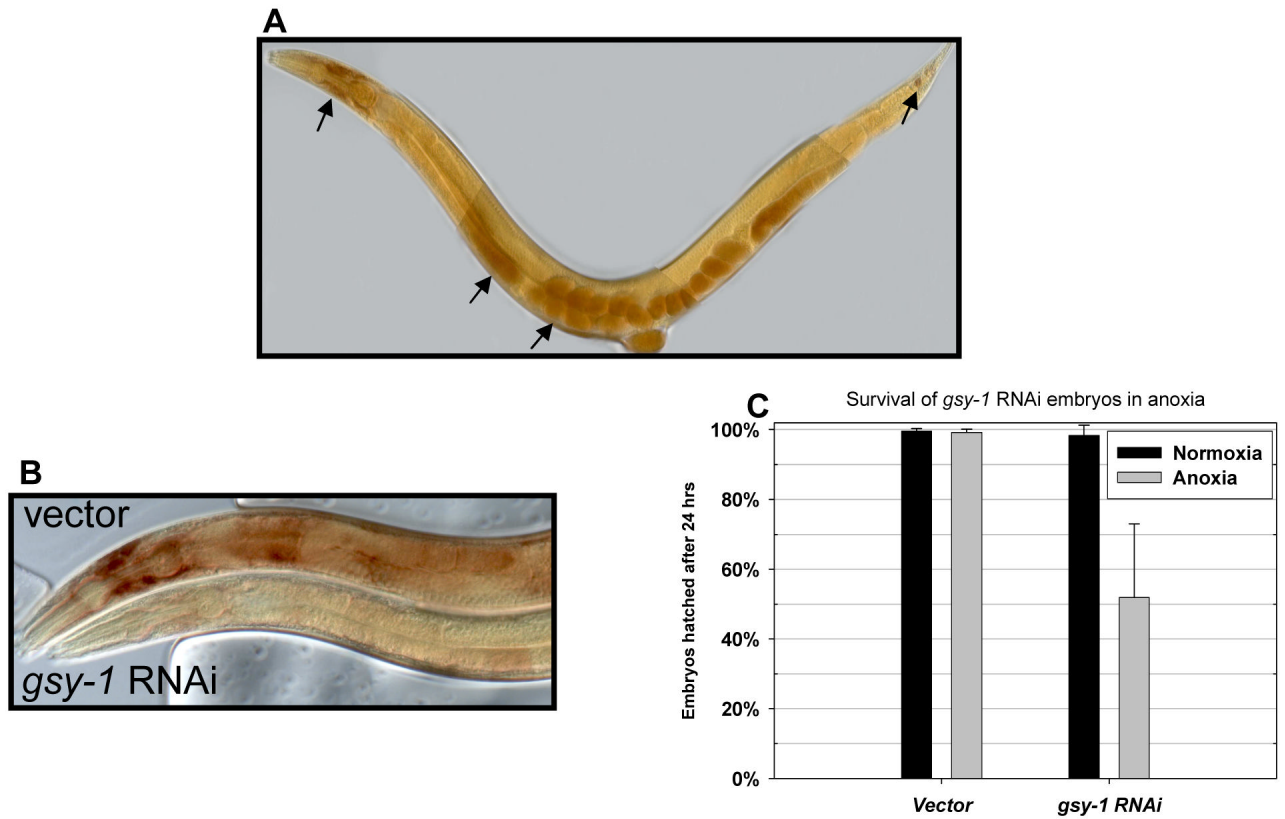 A
B
vector
gsy-1 RNAi
C
Survival of gsy-1 RNAi embryos in anoxia
Embryos hatched after 24 hrs
100%
80%
60%
40%
20%
0%
Normoxia
Anoxia
Vector
gsy-1 RNAi